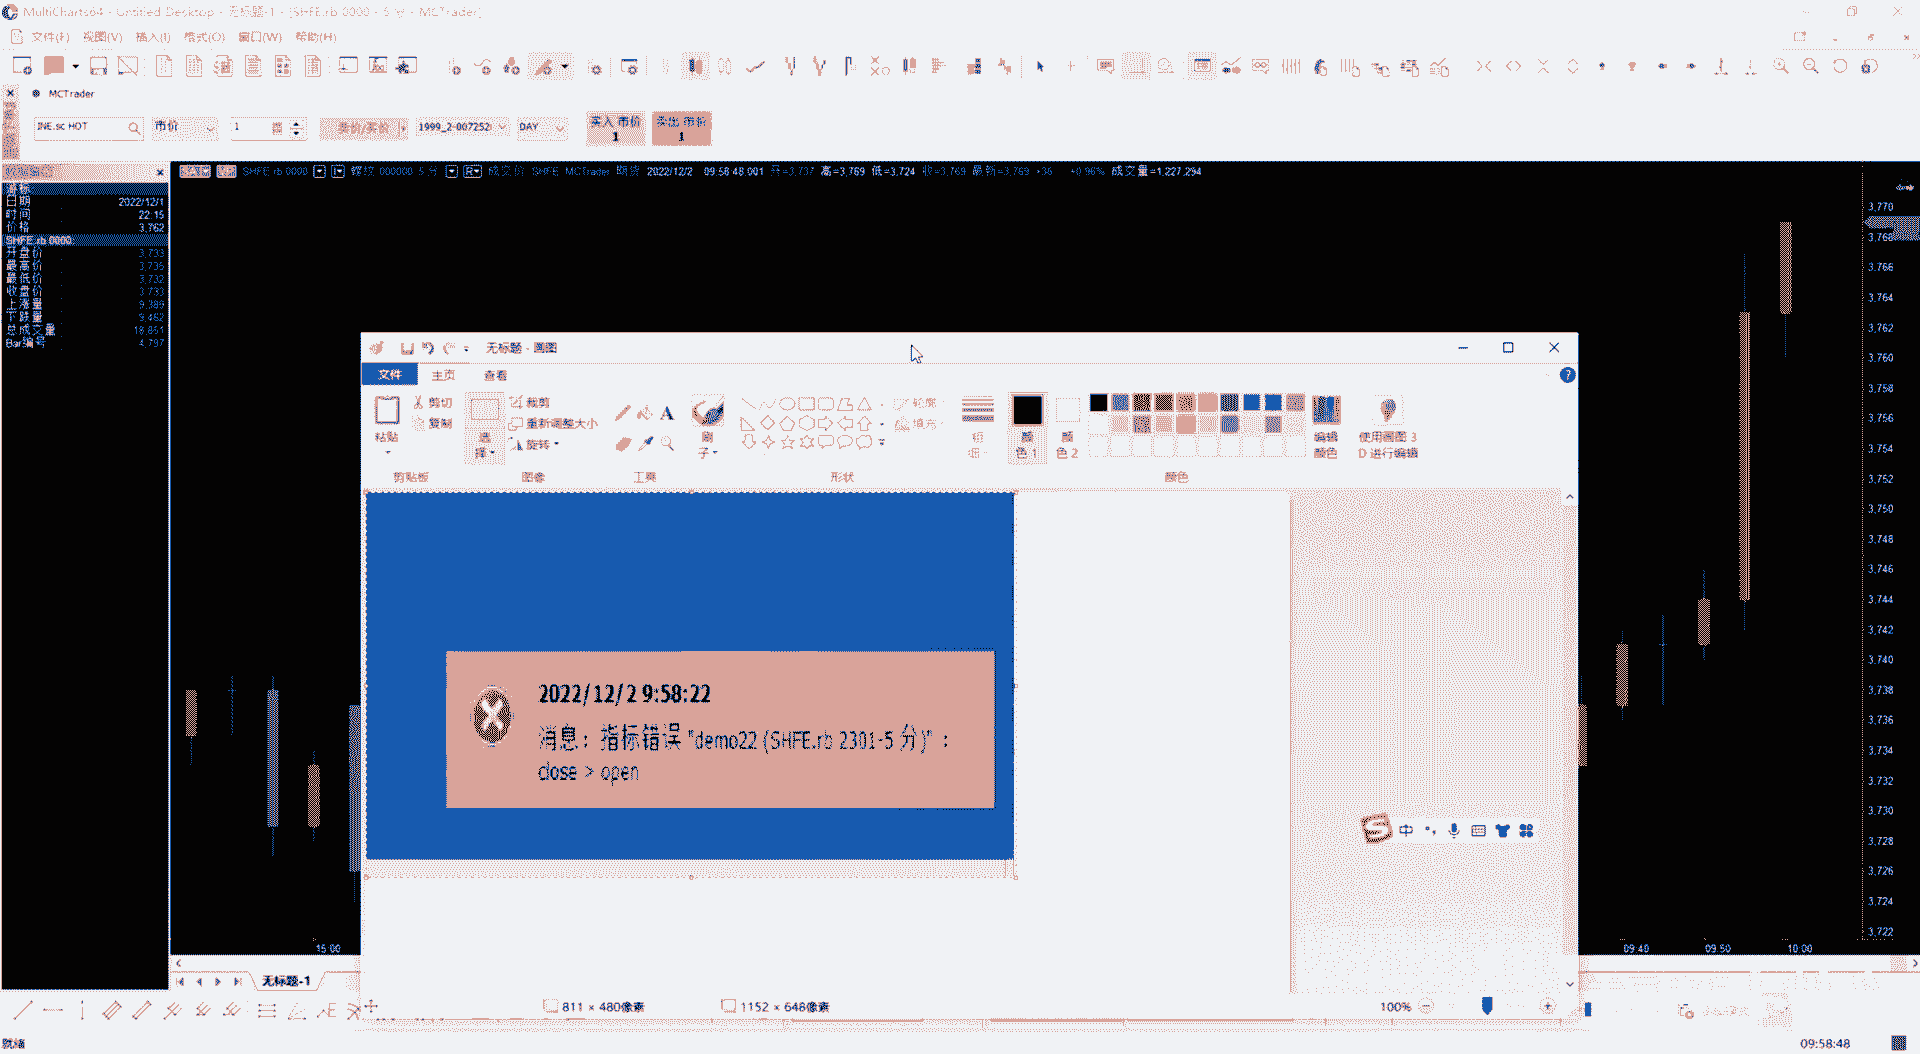 MultiCharts64 - Untitled Desktop - 无标题-1 - [SHFE.rb 0000 - 5 分 - MCTrader]
文件(F) 视图(V) 插入(I) 格式(O) 窗口(W) 帮助(H)
MCTrader
INE.sc HOT 市价 1 卖价/买价 1999_2-007252 DAY 买入 市价 1 卖出 市价 1
SHFE.rb 0000 螺纹 000000 5 分 成交价 SHFE MCTrader 期货 2022/12/2 09:58:48.001 开=3,737 高=3,769 低=3,724 收=3,769 最新=3,769 +36 +0.96% 成交量=1,227,294
游标:
日期 2022/12/1
时间 22:15
价格 3,762
SHFE.rb 0000:
开盘价 3,733
最高价 3,735
最低价 3,732
收盘价 3,733
上涨量 9,389
下跌量 9,462
总成交量 18,851
Bar编号 4,797
无标题 - 画图
文件 主页 查看
粘贴 剪切 复制
选择 裁剪 重新调整大小 旋转
刷子
轮廓 填充
粗细
颜色 1 颜色 2
编辑颜色
使用画图 3D 进行编辑
剪贴板 图像 工具 形状 颜色
2022/12/2 9:58:22
消息：指标错误 "demo22 (SHFE.rb 2301-5 分)"：
close > open
中
811 × 480像素 1152 × 648像素 100%
3,770
3,768
3,766
3,764
3,762
3,760
3,758
3,756
3,754
3,752
3,750
3,748
3,746
3,744
3,742
3,740
3,738
3,736
3,734
3,732
3,730
3,728
3,726
3,724
3,722
15:00 09:40 09:50 10:00
无标题-1
就绪 09:58:48